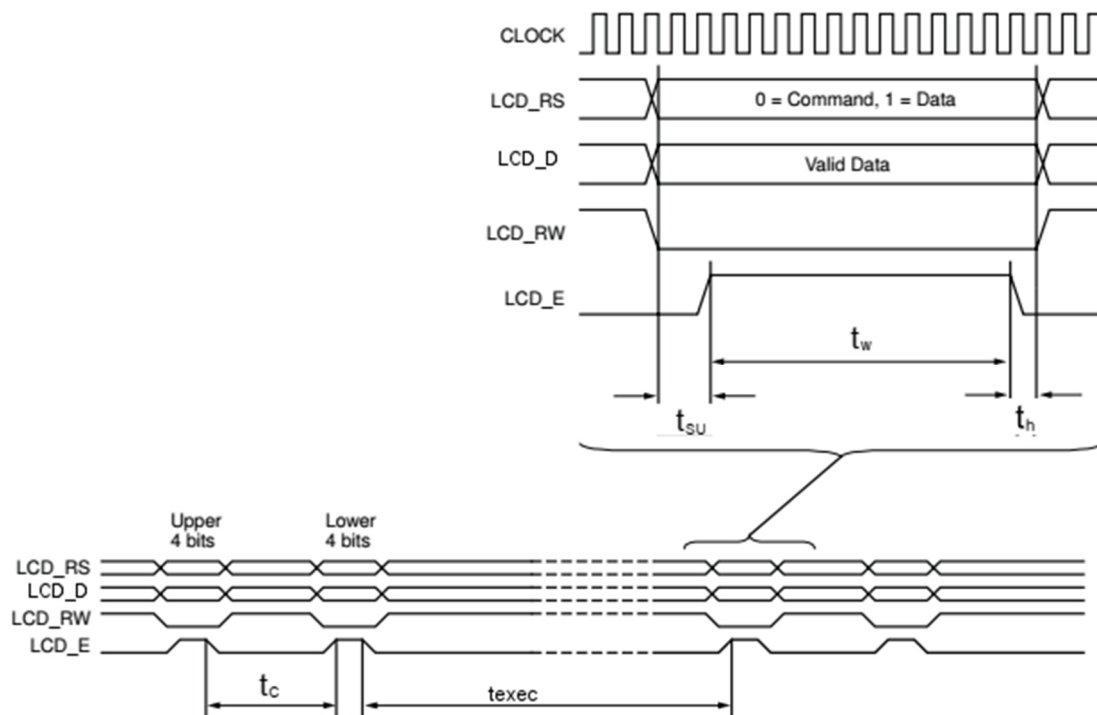 CLOCK
LCD_RS
0 = Command, 1 = Data
LCD_D
Valid Data
LCD_RW
LCD_E
tw
tSU
th
Upper
4 bits
Lower
4 bits
LCD_RS
LCD_D
LCD_RW
LCD_E
tC
texec